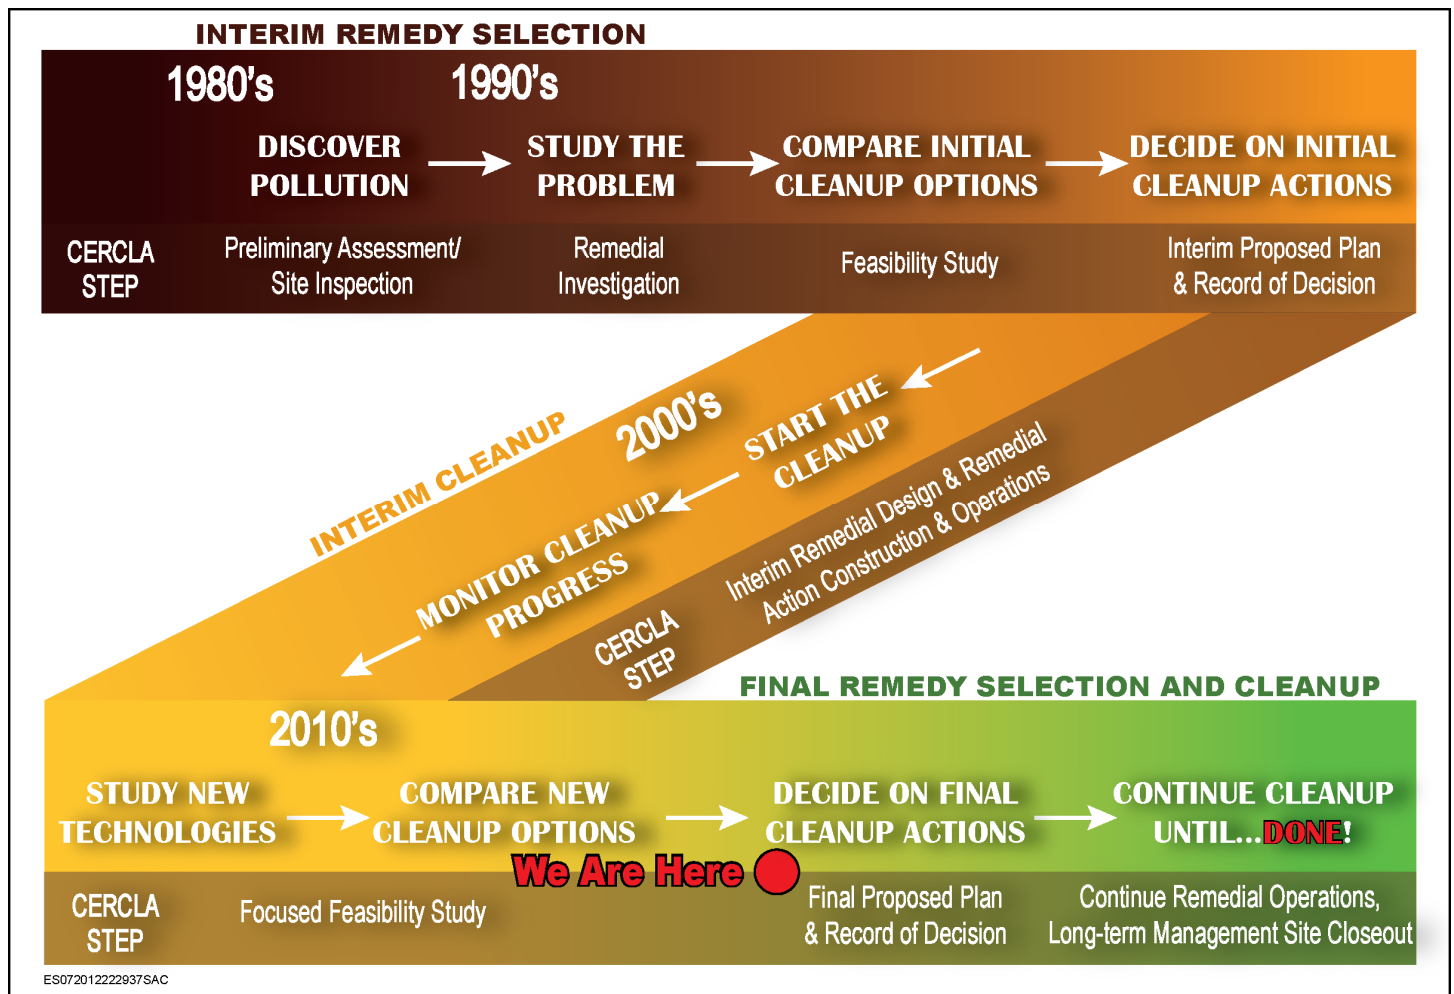 INTERIM REMEDY SELECTION
1980's
1990's
DISCOVER
POLLUTION
STUDY THE
PROBLEM
COMPARE INITIAL
CLEANUP OPTIONS
DECIDE ON INITIAL
CLEANUP ACTIONS
CERCLA
STEP
Preliminary Assessment/
Site Inspection
Remedial
Investigation
Feasibility Study
Interim Proposed Plan
& Record of Decision
INTERIM CLEANUP
2000's
START THE
CLEANUP
MONITOR CLEANUP
PROGRESS
CERCLA
STEP
Interim Remedial Design & Remedial
Action Construction & Operations
FINAL REMEDY SELECTION AND CLEANUP
2010's
STUDY NEW
TECHNOLOGIES
COMPARE NEW
CLEANUP OPTIONS
DECIDE ON FINAL
CLEANUP ACTIONS
CONTINUE CLEANUP
UNTIL...DONE!
We Are Here
CERCLA
STEP
Focused Feasibility Study
Final Proposed Plan
& Record of Decision
Continue Remedial Operations,
Long-term Management Site Closeout
ES072012222937SAC